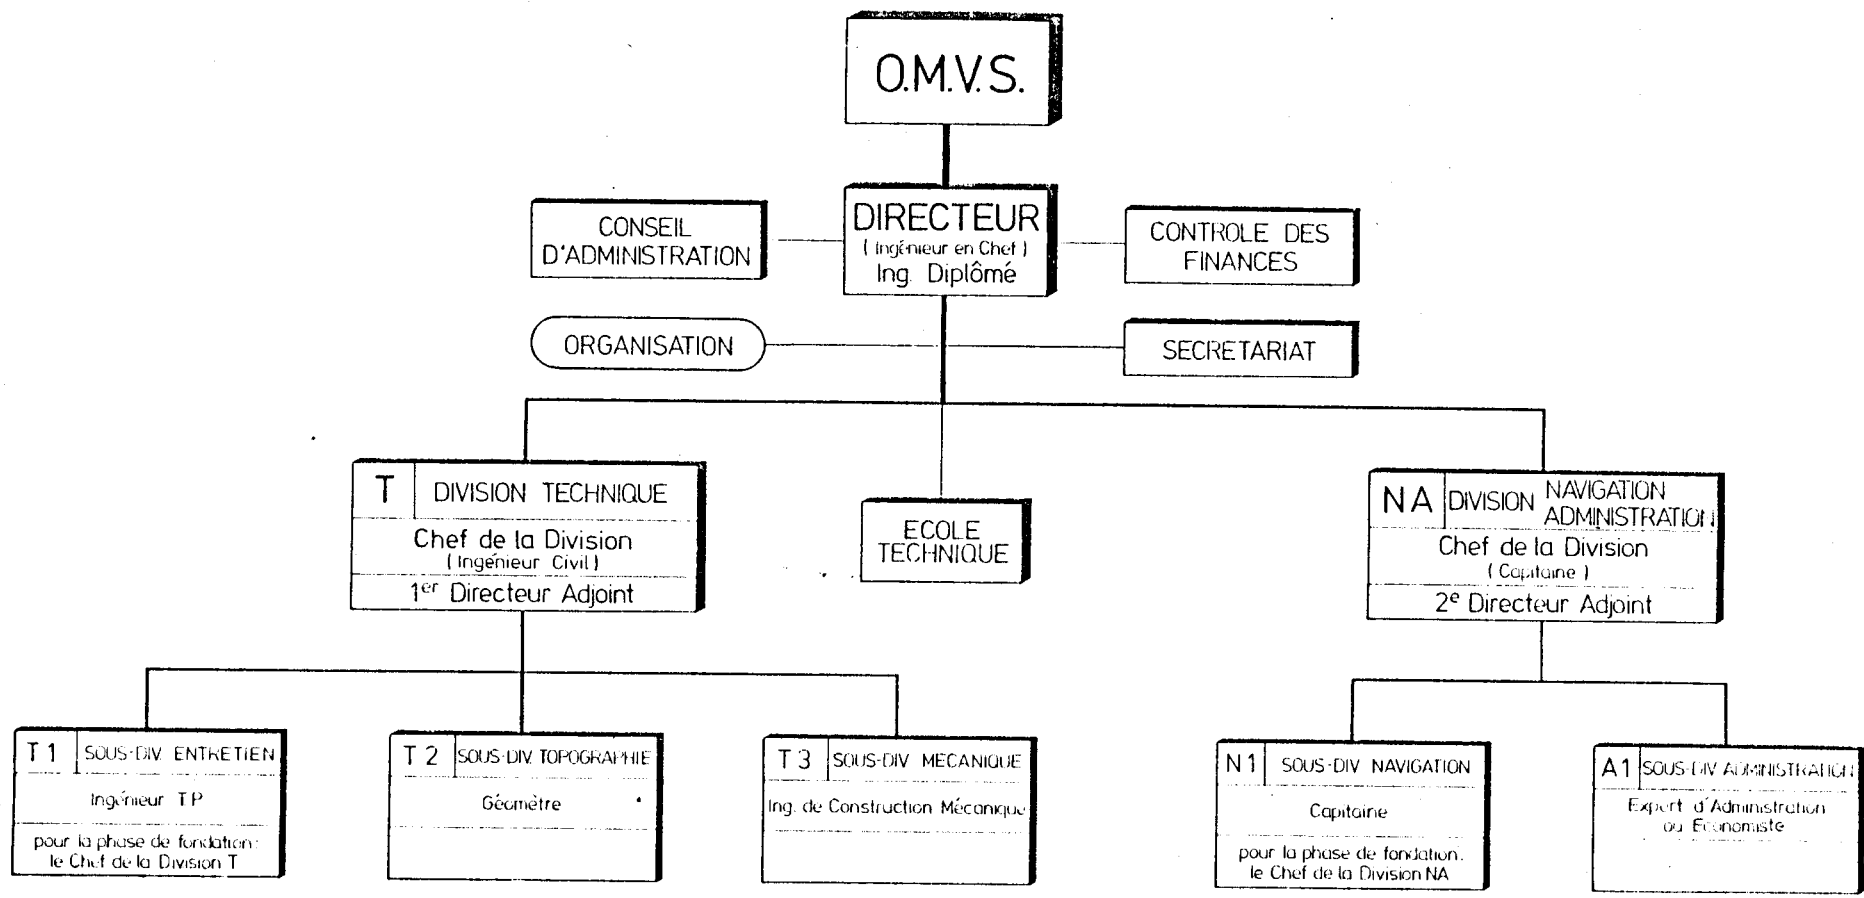 O.M.V.S.
CONSEIL
D'ADMINISTRATION
DIRECTEUR
( Ingénieur en Chef )
Ing. Diplômé
CONTROLE DES
FINANCES
ORGANISATION
SECRETARIAT
T
DIVISION TECHNIQUE
Chef de la Division
( Ingénieur Civil )
1er Directeur Adjoint
ECOLE
TECHNIQUE
NA
DIVISION NAVIGATION
ADMINISTRATION
Chef de la Division
( Capitaine )
2e Directeur Adjoint
T 1
SOUS-DIV. ENTRETIEN
Ingénieur TP
pour la phase de fondation:
le Chef de la Division T
T 2
SOUS-DIV. TOPOGRAPHIE
Géomètre
T 3
SOUS-DIV MECANIQUE
Ing. de Construction Mécanique
N1
SOUS-DIV NAVIGATION
Capitaine
pour la phase de fondation.
le Chef de la Division NA
A1
SOUS-DIV ADMINISTRATION
Expert d'Administration
ou Economiste